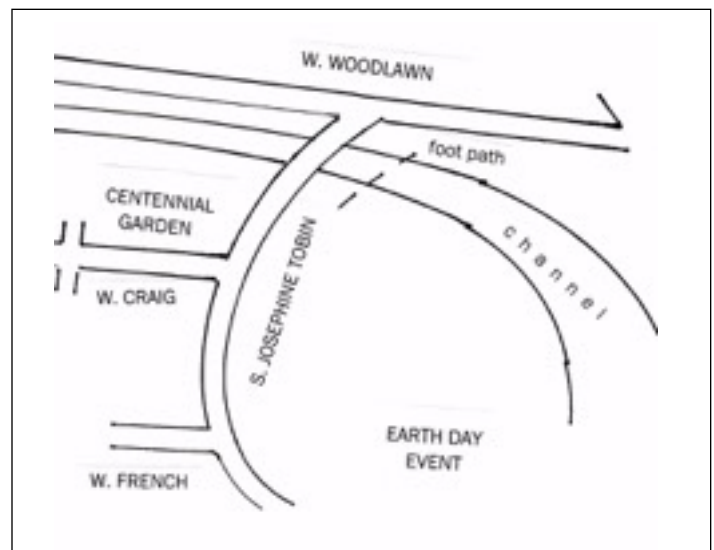 W. WOODLAWN
foot path
CENTENNIAL
GARDEN
channel
S. JOSEPHINE TOBIN
W. CRAIG
EARTH DAY
EVENT
W. FRENCH